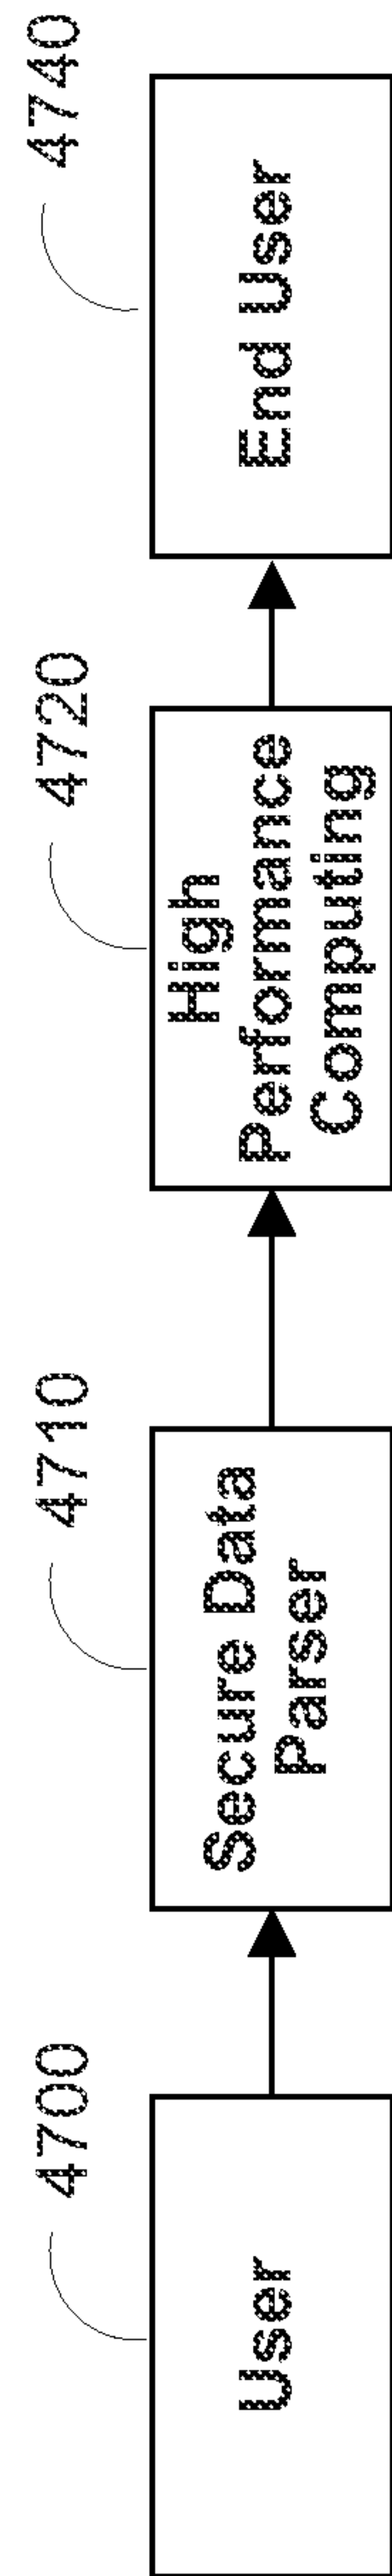 4700
User
4710
Secure Data
Parser
4720
High
Performance
Computing
4740
End User